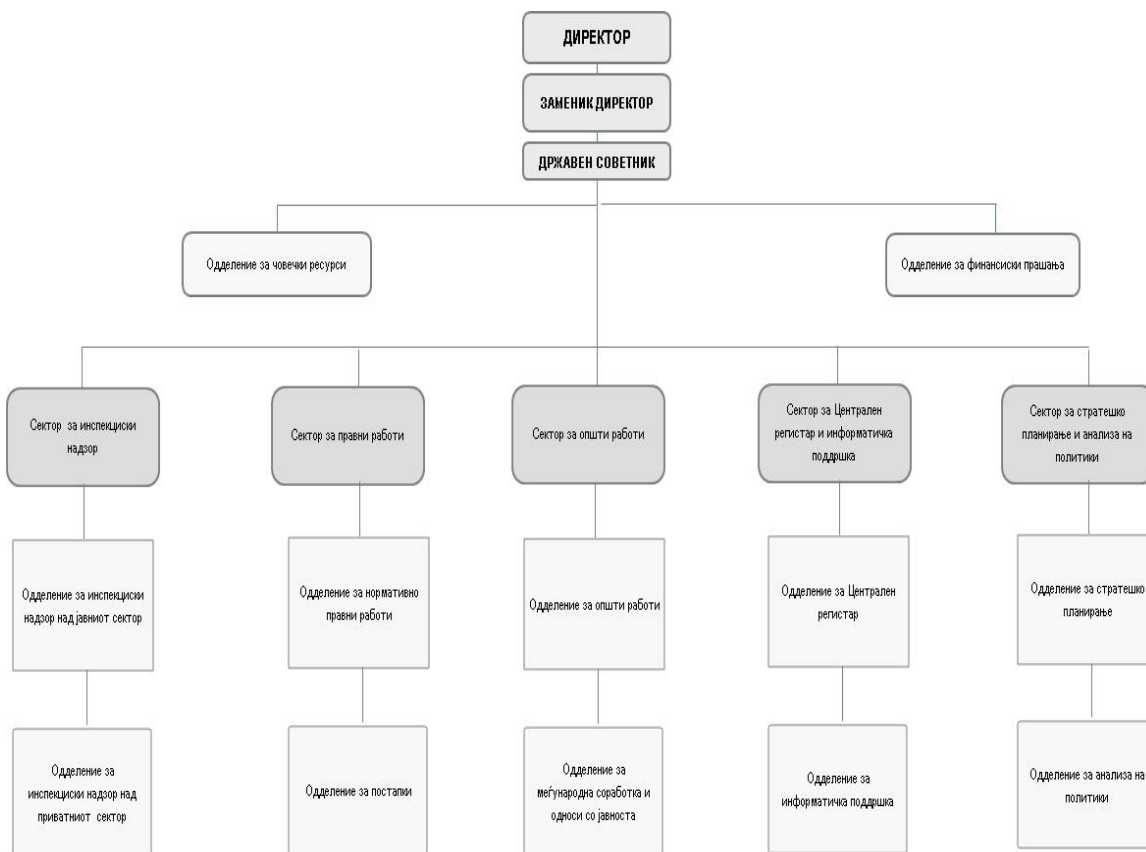 ДИРЕКТОР
ЗАМЕНИК ДИРЕКТОР
ДРЖАВЕН СОВЕТНИК
Одделение за човечки ресурси
Одделение за финансиски прашања
Сектор за инспекциски
надзор
Сектор за правни работи
Сектор за општи работи
Сектор за Централен
регистар и информатичка
поддршка
Сектор за стратешко
планирање и анализа на
политики
Одделение за инспекциски
надзор над јавниот сектор
Одделение за нормативно
правни работи
Одделение за општи работи
Одделение за Централен
регистар
Одделение за стратешко
планирање
Одделение за
инспекциски надзор над
приватниот сектор
Одделение за постапки
Одделение за
меѓународна соработка и
односи со јавноста
Одделение за
информатичка поддршка
Одделение за анализа на
политики